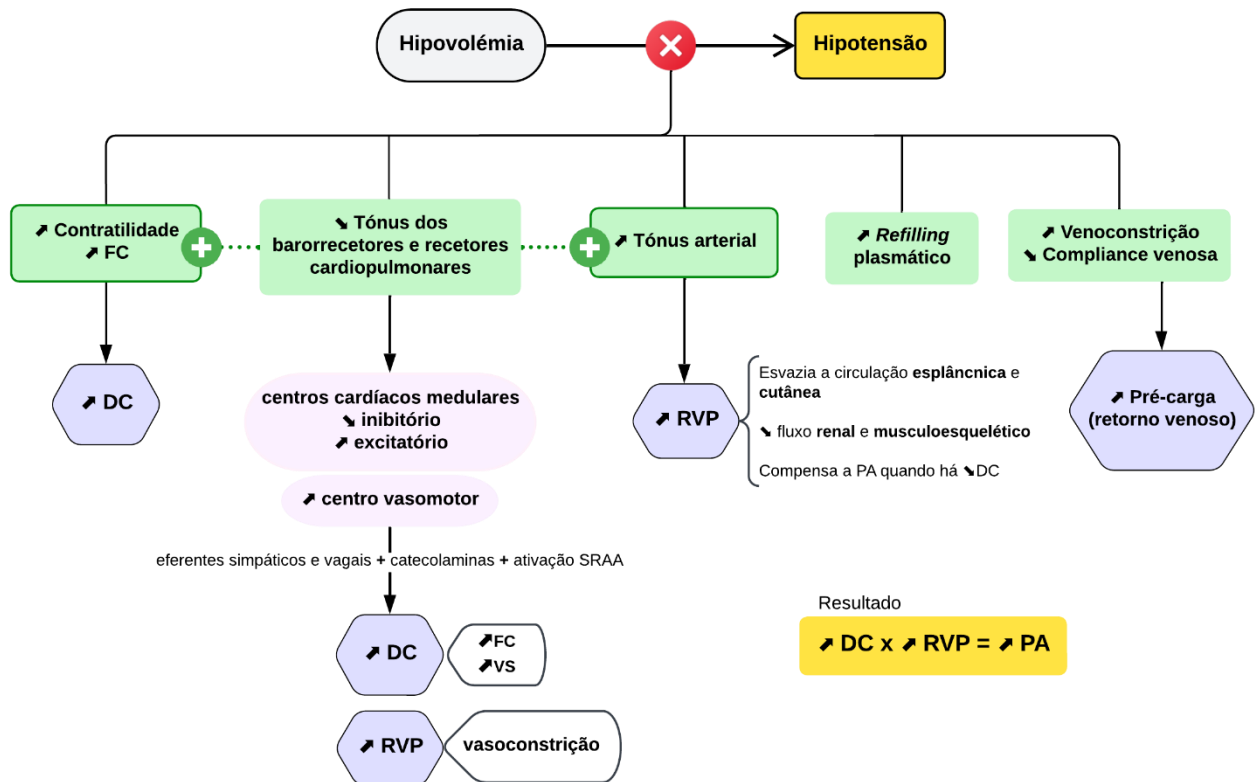 Hipovolémia
Hipotensão
⬈ Contratilidade
⬈ FC
⬊ Tónus dos
barorrecetores e recetores
cardiopulmonares
⬈ Tónus arterial
⬈ Refilling
plasmático
⬈ Venoconstrição
⬊ Compliance venosa
⬈ DC
centros cardíacos medulares
⬊ inibitório
⬈ excitatório
⬈ centro vasomotor
eferentes simpáticos e vagais + catecolaminas + ativação SRAA
⬈ DC
⬈FC
⬈VS
⬈ RVP
vasoconstrição
⬈ RVP
Esvazia a circulação esplâncnica e
cutânea
⬊ fluxo renal e musculoesquelético
Compensa a PA quando há ⬊DC
⬈ Pré-carga
(retorno venoso)
Resultado
⬈ DC x ⬈ RVP = ⬈ PA